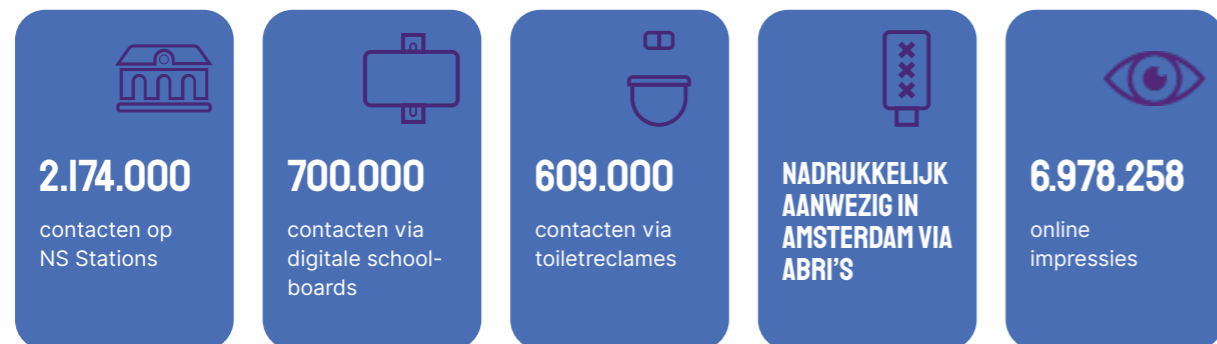 2.174.000
contacten op
NS Stations
700.000
contacten via
digitale school-
boards
609.000
contacten via
toiletreclames
NADRUKKELIJK
AANWEZIG IN
AMSTERDAM VIA
ABRI'S
6.978.258
online
impressies